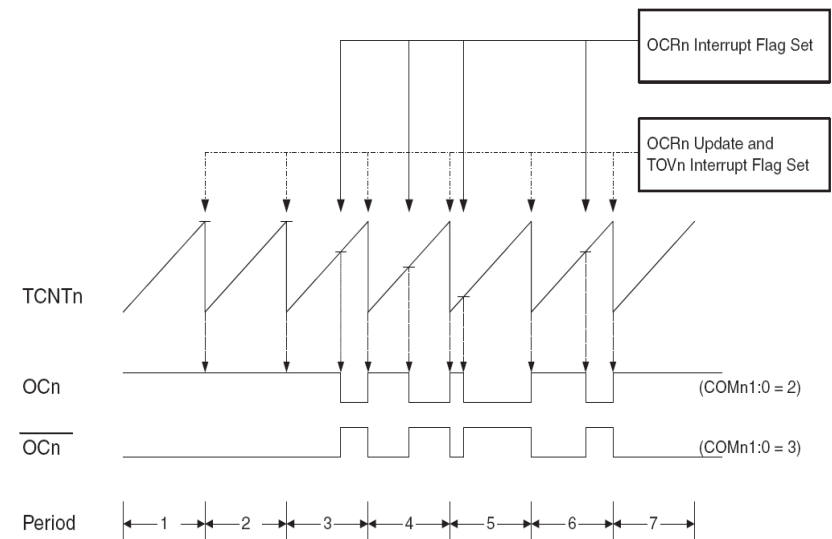 OCRn Interrupt Flag Set
OCRn Update and
TOVn Interrupt Flag Set
TCNTn
OCn
(COMn1:0 = 2)
OCn
(COMn1:0 = 3)
Period
1 2 3 4 5 6 7